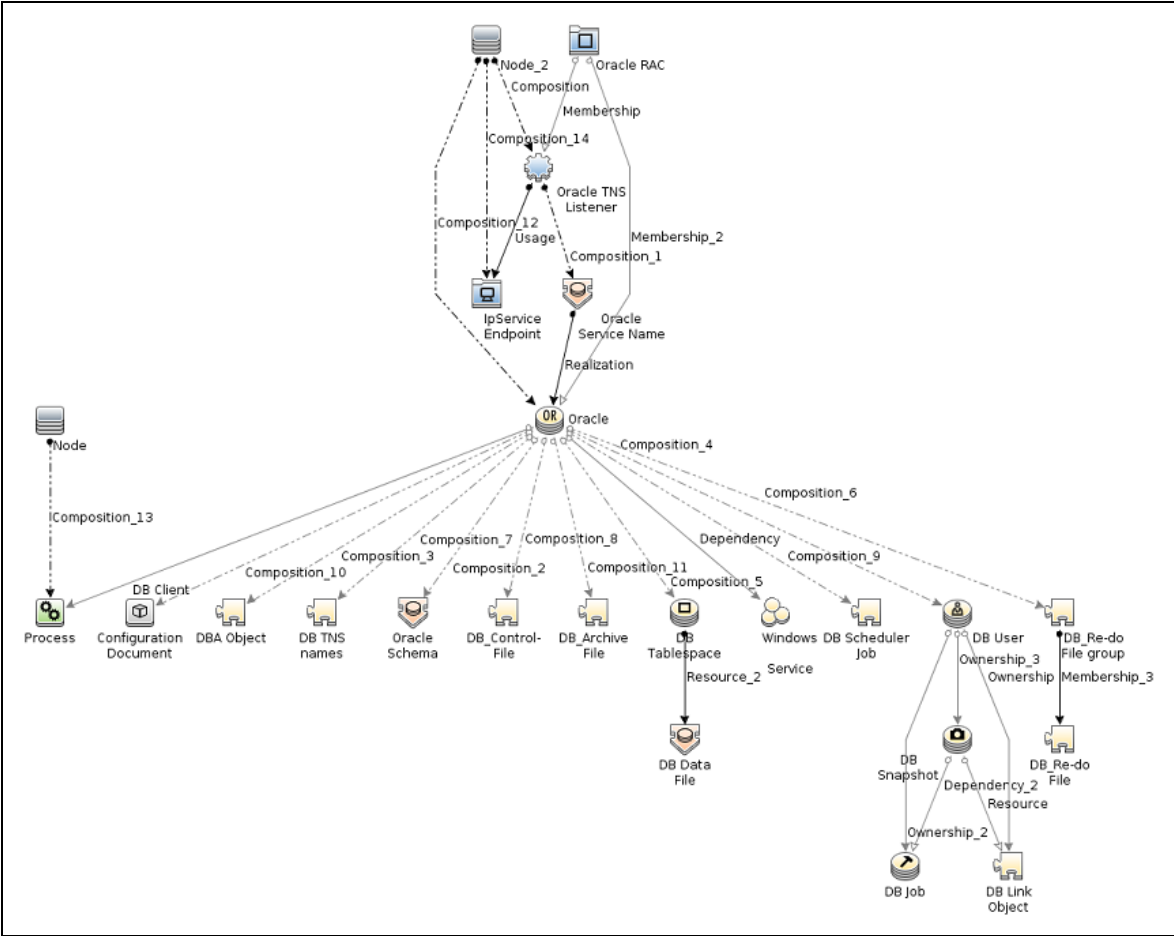 Node_2
Oracle RAC
Composition
Membership
Composition_14
Oracle TNS
Listener
Composition_12
Usage
Membership_2
Composition_1
IpService
Endpoint
Oracle
Service Name
Realization
OR
Oracle
Node
Composition_4
Composition_6
Composition_13
Composition_7
Composition_8
Dependency
Composition_3
Composition_9
Composition_10
Composition_2
Composition_11
Composition_5
DB Client
Process
Configuration
Document
DBA Object
DB TNS
names
Oracle
Schema
DB_Control-
File
DB_Archive
File
DB
Tablespace
Windows
Service
DB Scheduler
Job
DB User
DB_Re-do
File group
Ownership_3
Ownership
Membership_3
Resource_2
DB Data
File
DB
Snapshot
DB_Re-do
File
Dependency_2
Resource
Ownership_2
DB Job
DB Link
Object